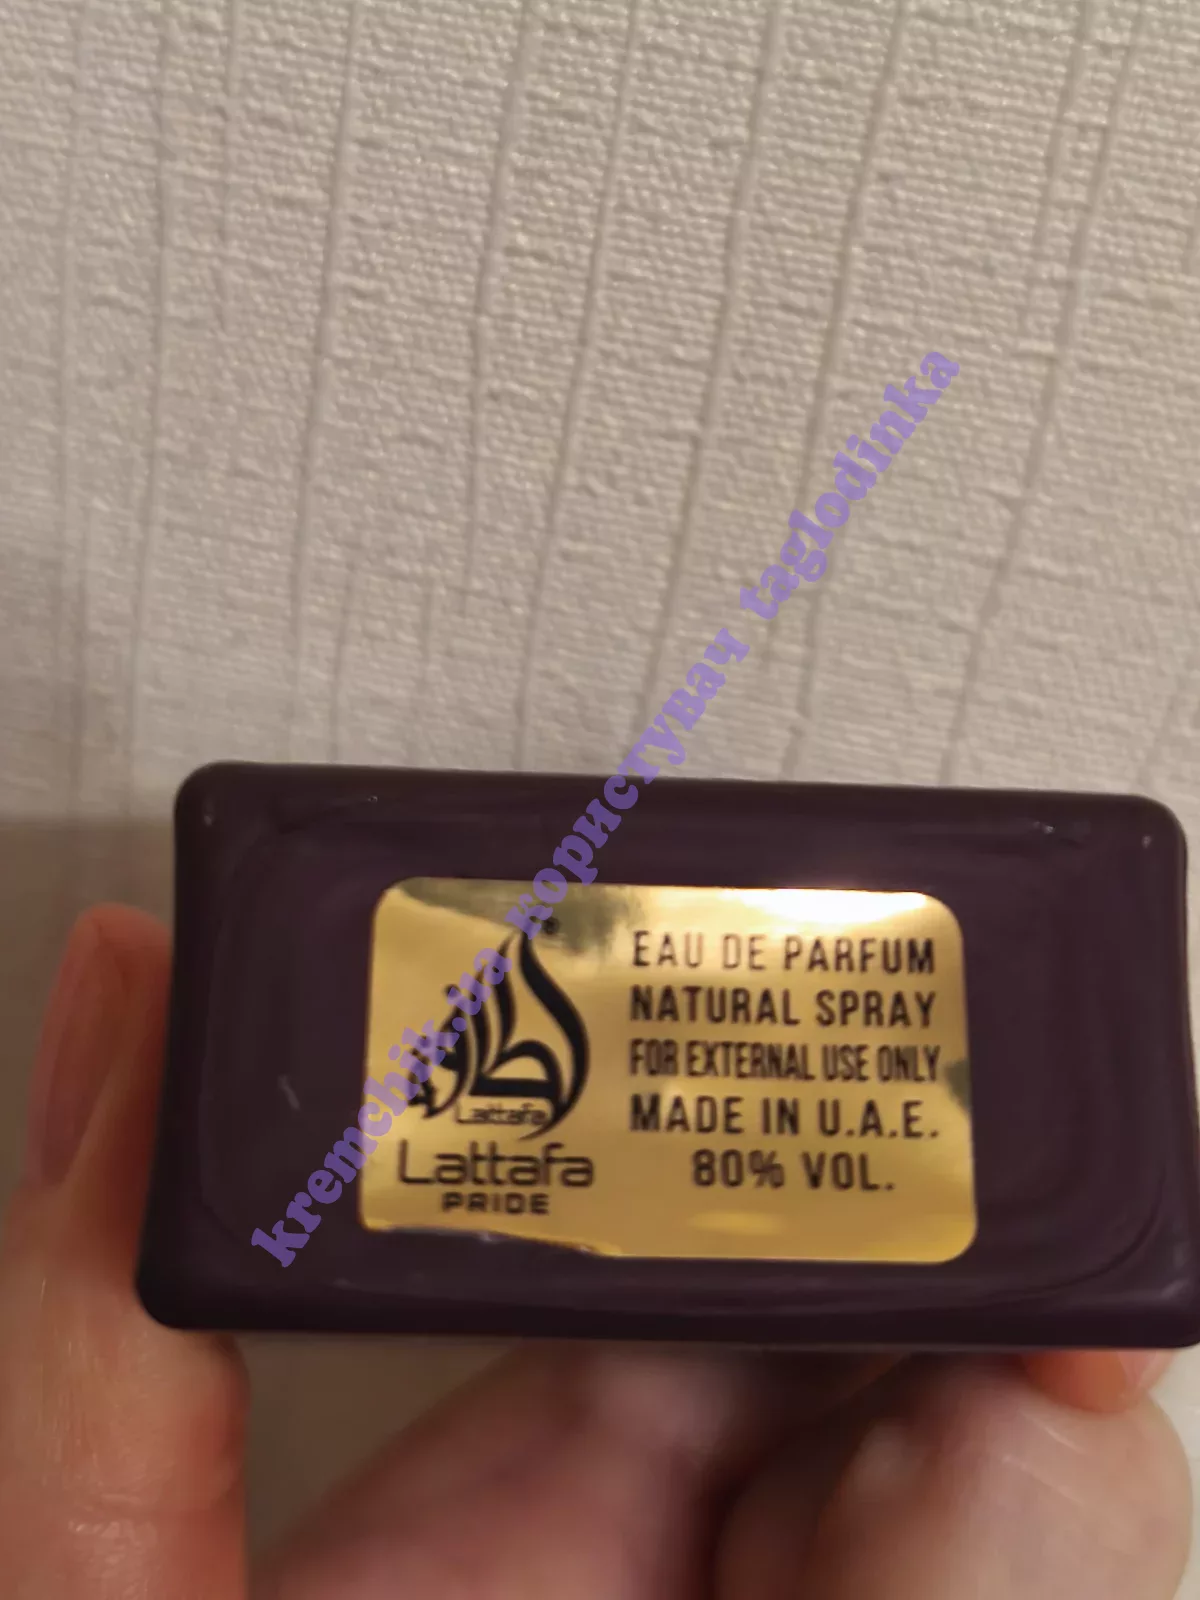 kremchik.ua користувач taglodinka
Lattafa
Lattafa
PRIDE
EAU DE PARFUM
NATURAL SPRAY
FOR EXTERNAL USE ONLY
MADE IN U.A.E.
80% VOL.